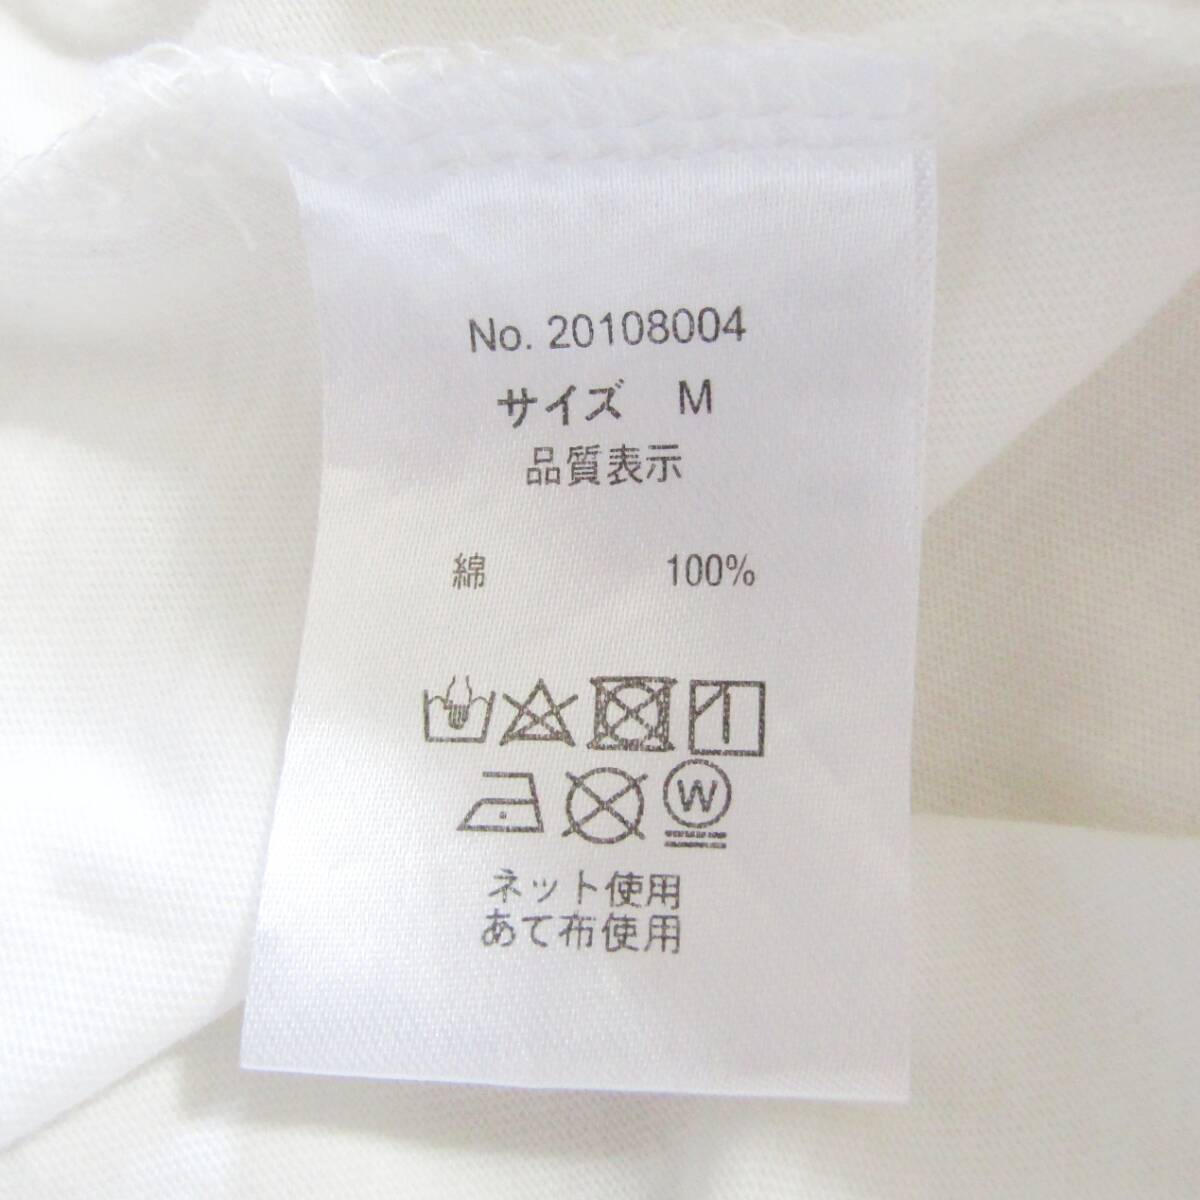 No. 20108004
サイズ M
品質表示
綿 100%
W
ネット使用
あて布使用